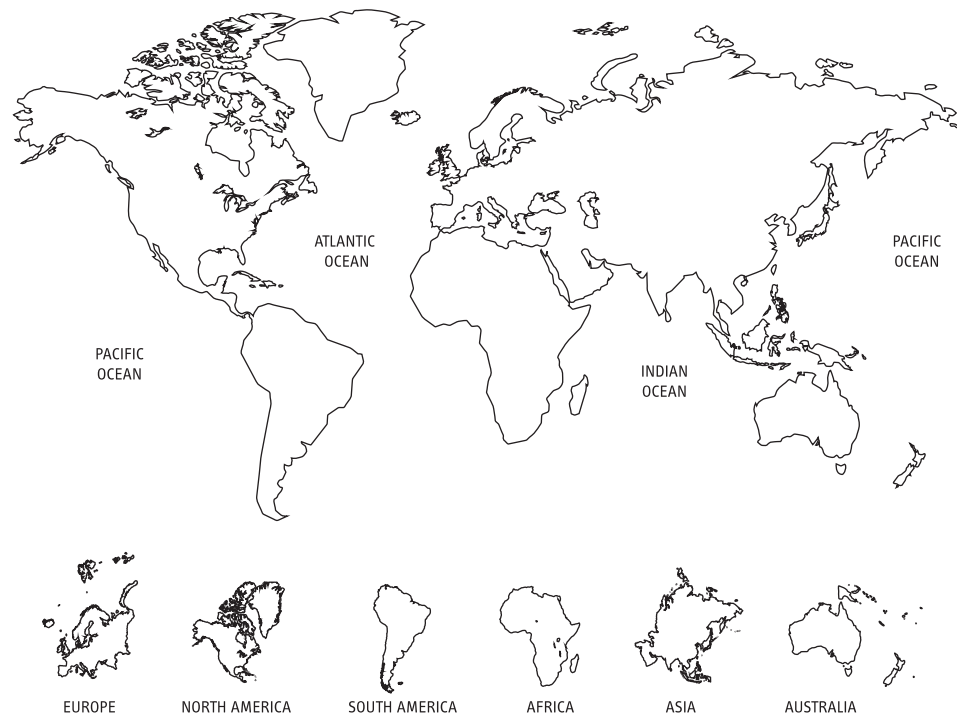 ATLANTIC
OCEAN
PACIFIC
OCEAN
PACIFIC
OCEAN
INDIAN
OCEAN
EUROPE
NORTH AMERICA
SOUTH AMERICA
AFRICA
ASIA
AUSTRALIA